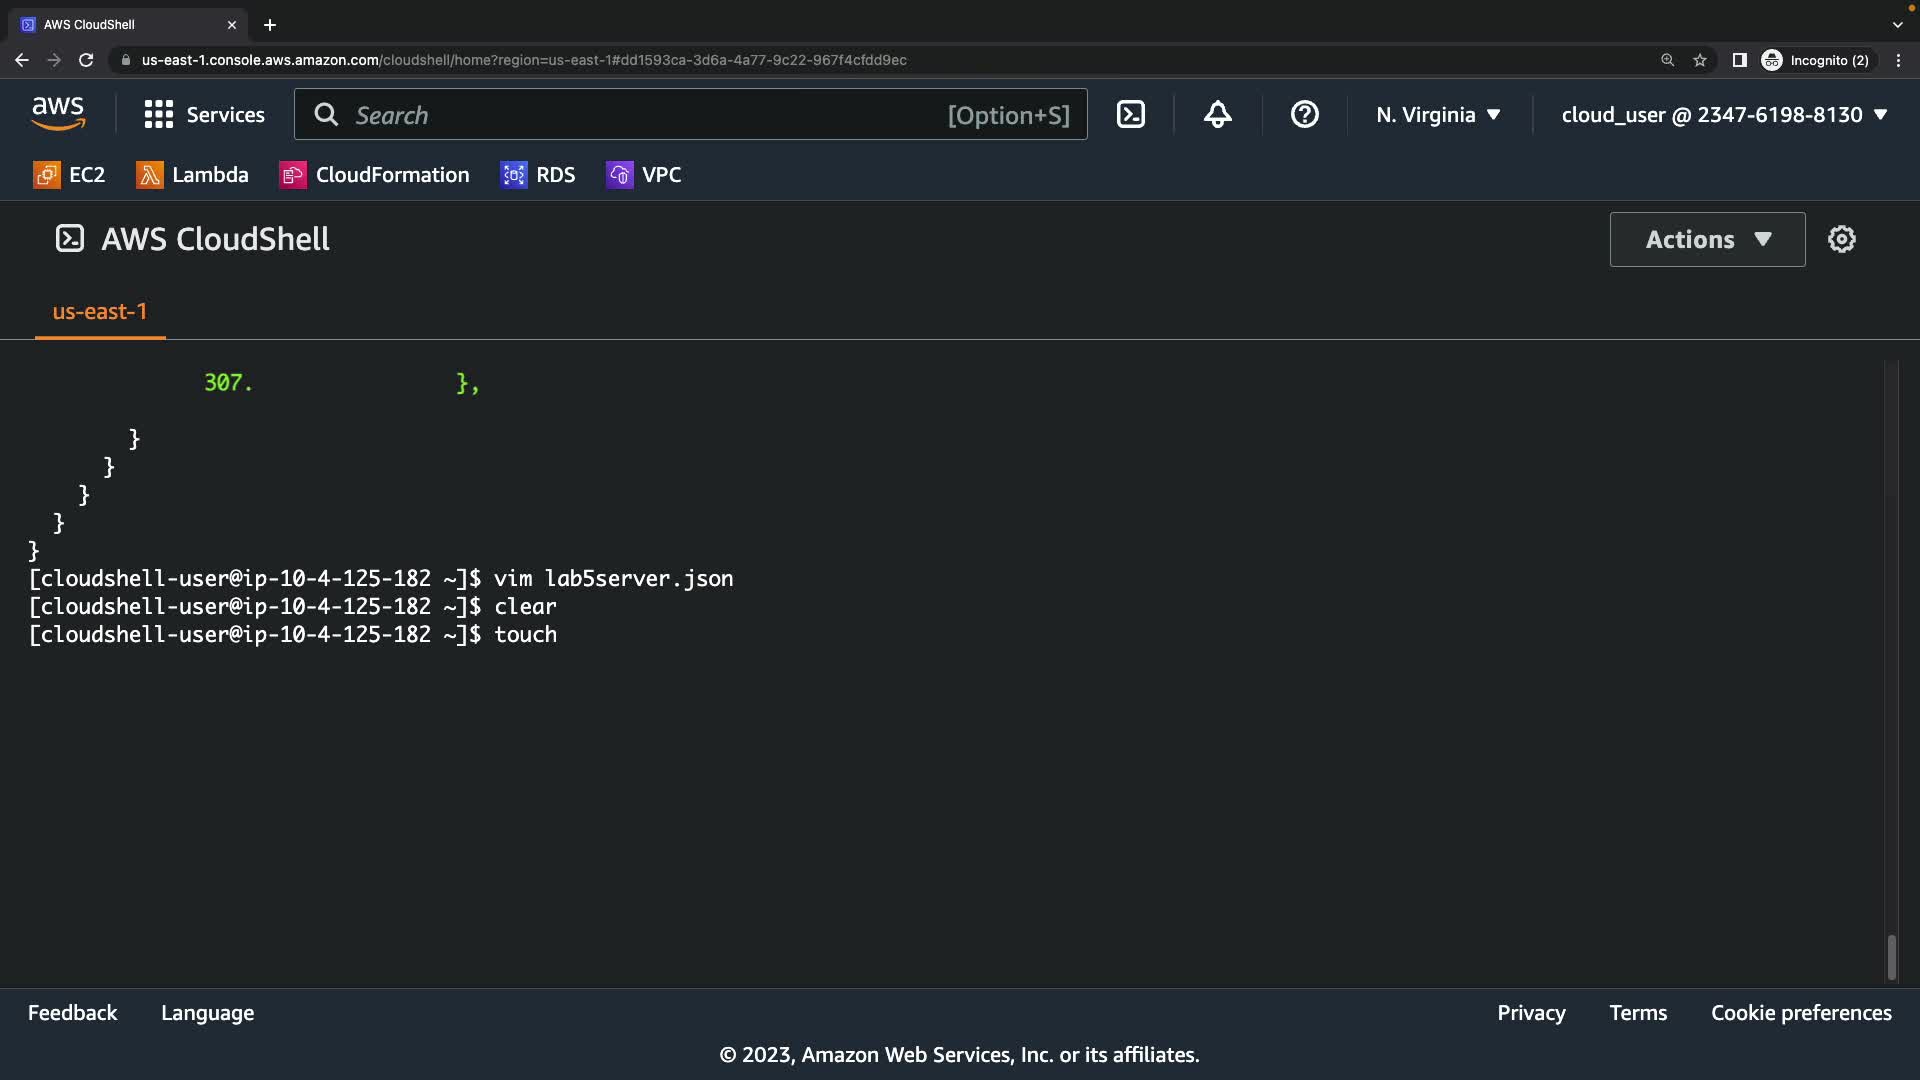 AWS CloudShell
us-east-1.console.aws.amazon.com/cloudshell/home?region=us-east-1#dd1593ca-3d6a-4a77-9c22-967f4cfdd9ec
Incognito (2)
aws
Services
Search
[Option+S]
N. Virginia
cloud_user @ 2347-6198-8130
EC2
Lambda
CloudFormation
RDS
VPC
AWS CloudShell
Actions
us-east-1
307. },
}
}
}
}
}
[cloudshell-user@ip-10-4-125-182 ~]$ vim lab5server.json
[cloudshell-user@ip-10-4-125-182 ~]$ clear
[cloudshell-user@ip-10-4-125-182 ~]$ touch
Feedback
Language
Privacy
Terms
Cookie preferences
© 2023, Amazon Web Services, Inc. or its affiliates.